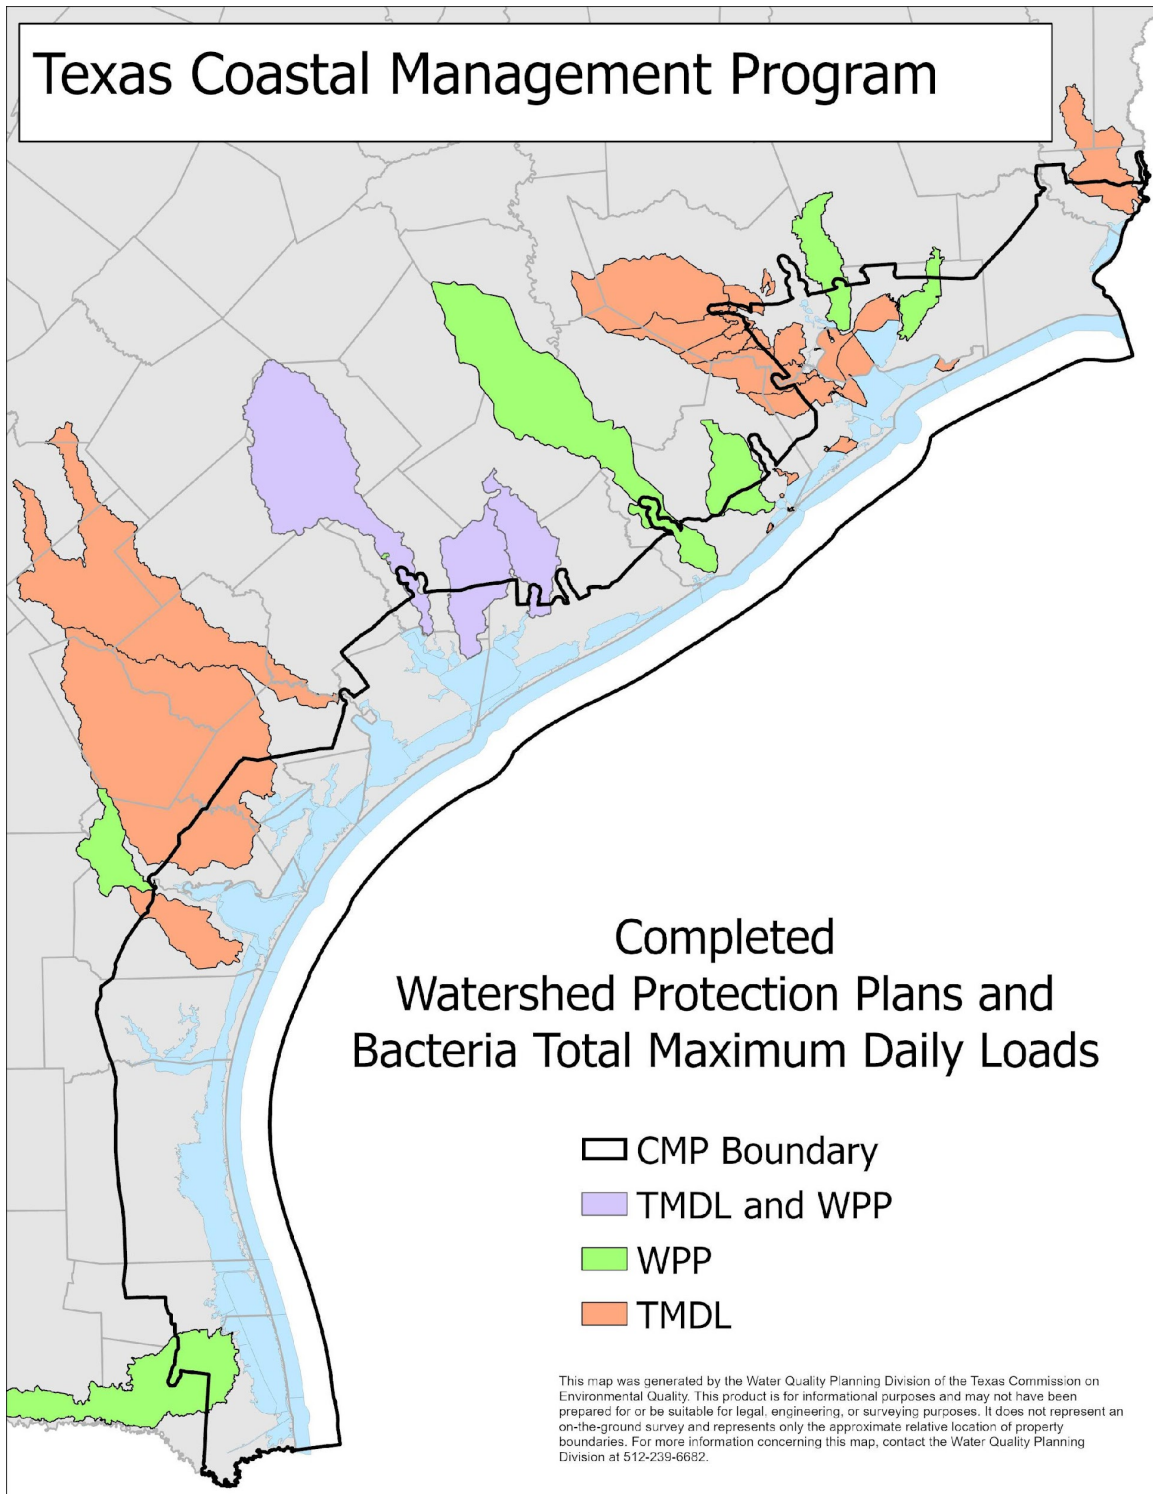 Texas Coastal Management Program
Completed
Watershed Protection Plans and
Bacteria Total Maximum Daily Loads
CMP Boundary
TMDL and WPP
WPP
TMDL
This map was generated by the Water Quality Planning Division of the Texas Commission on
Environmental Quality. This product is for informational purposes and may not have been
prepared for or be suitable for legal, engineering, or surveying purposes. It does not represent an
on-the-ground survey and represents only the approximate relative location of property
boundaries. For more information concerning this map, contact the Water Quality Planning
Division at 512-239-6682.